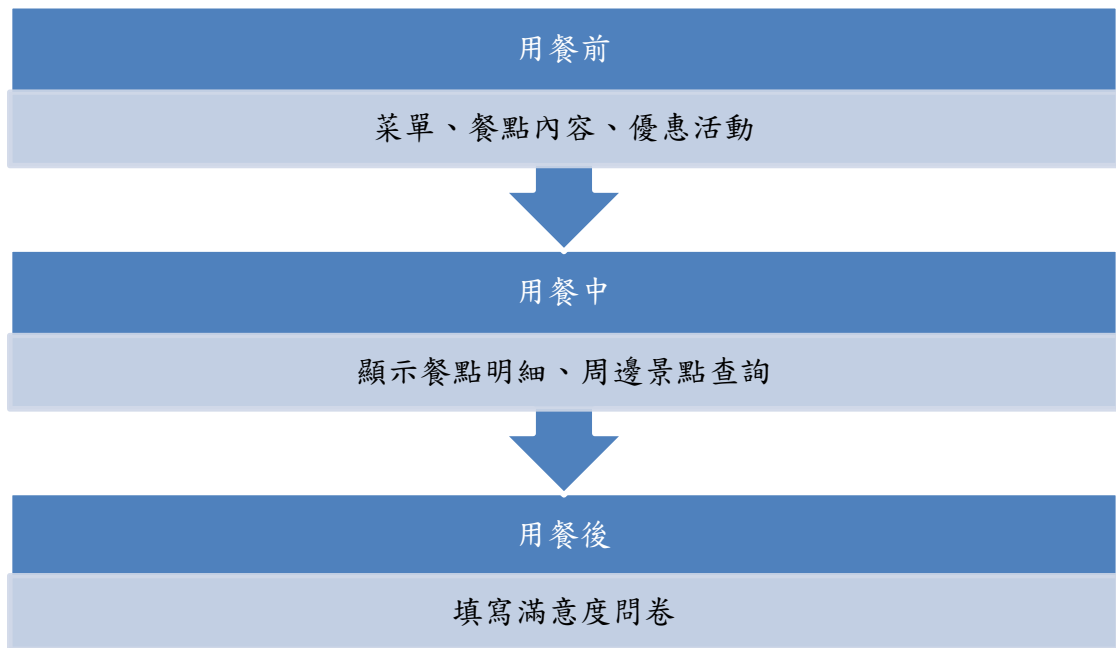 用餐前
菜單、餐點內容、優惠活動
用餐中
顯示餐點明細、周邊景點查詢
用餐後
填寫滿意度問卷